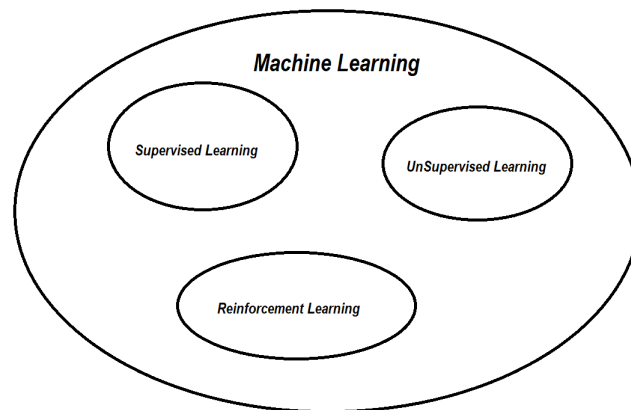 Machine Learning
Supervised Learning
UnSupervised Learning
Reinforcement Learning